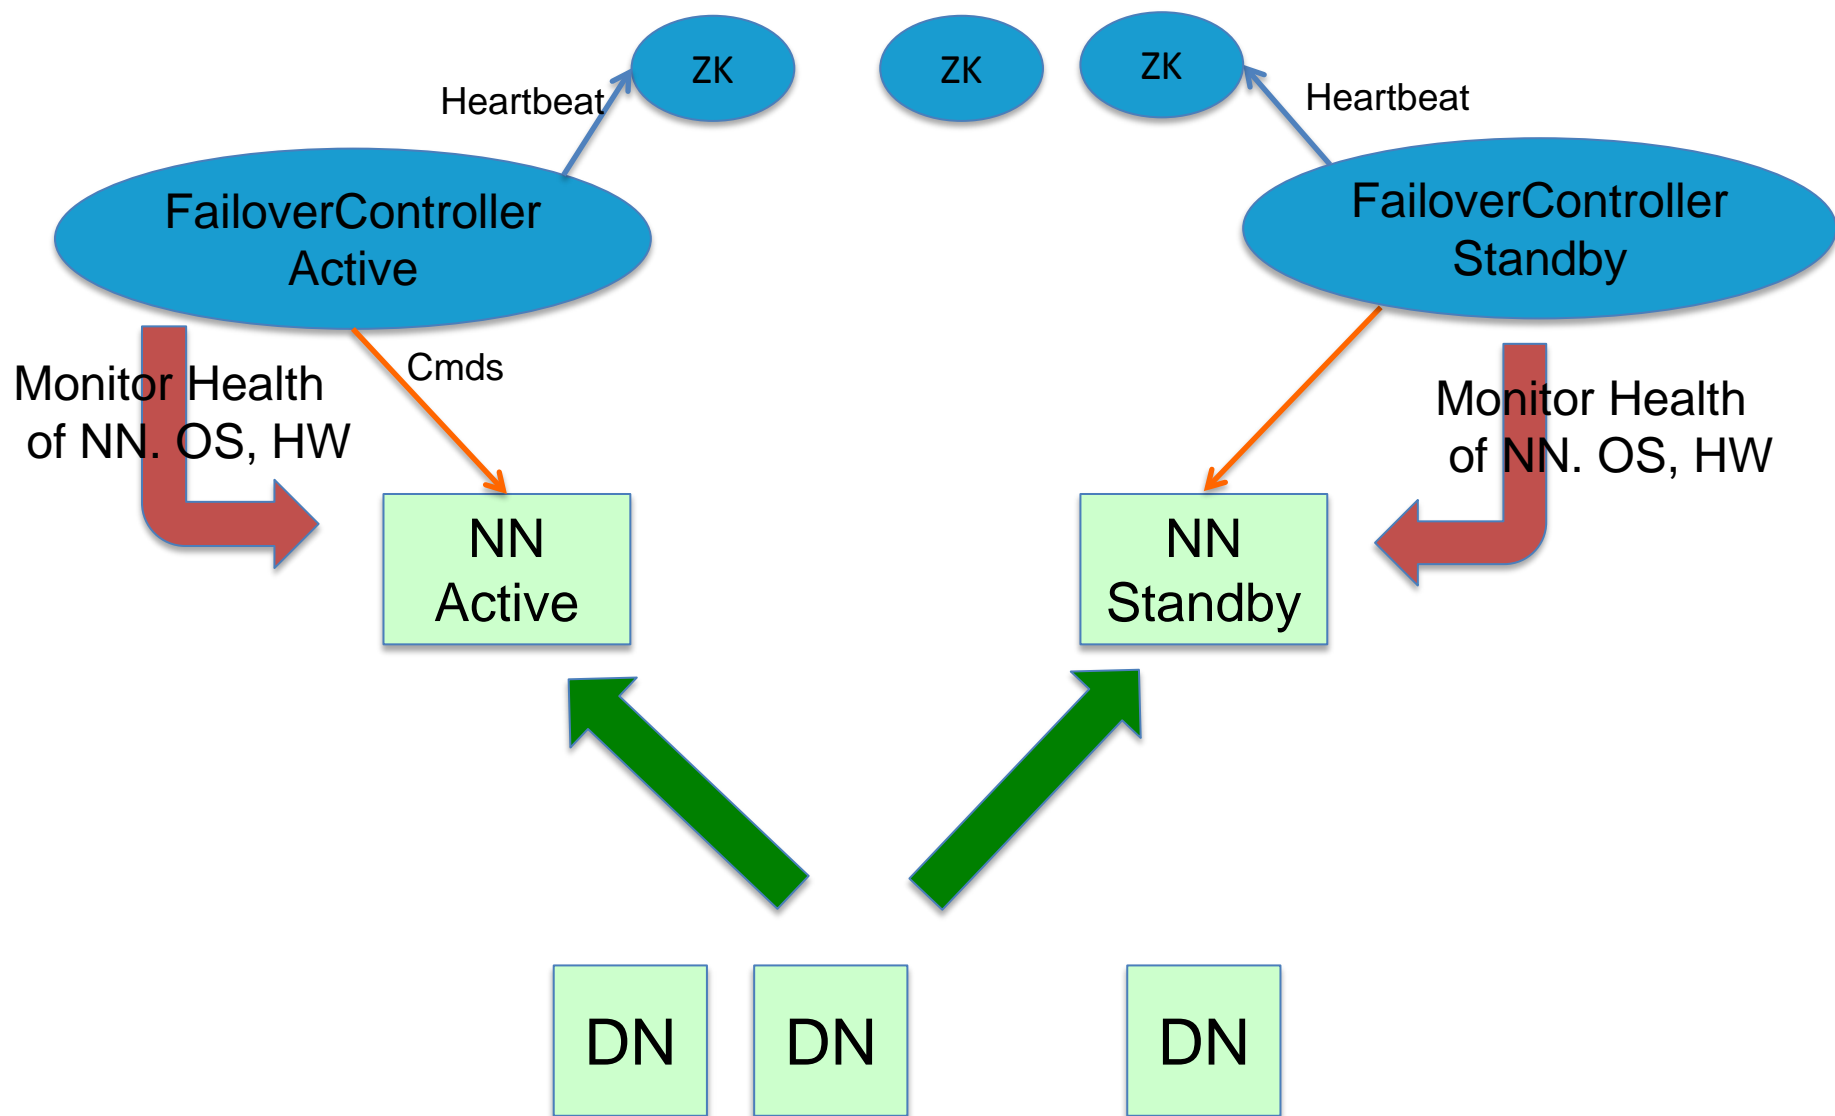 ZK
ZK
ZK
Heartbeat
Heartbeat
FailoverController
Active
FailoverController
Standby
Cmds
Monitor Health
of NN. OS, HW
Monitor Health
of NN. OS, HW
NN
Active
NN
Standby
DN
DN
DN